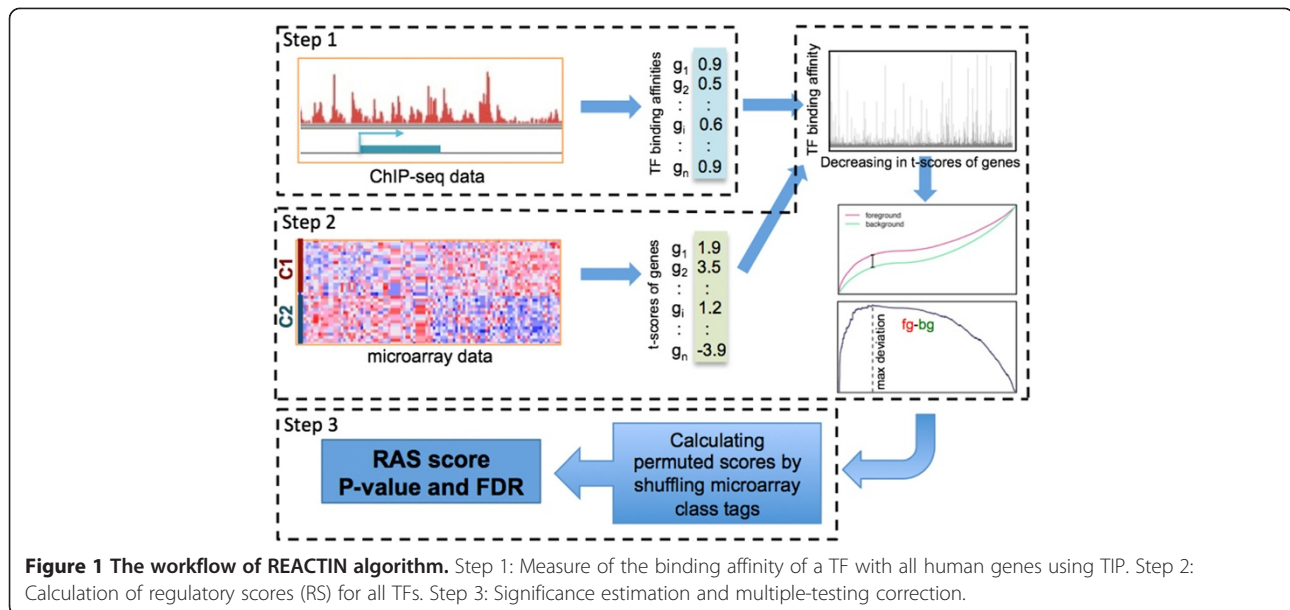 Step 1
ChIP-seq data
TF binding affinities
g1 0.9
g2 0.5
: :
gi 0.6
: :
gn 0.9
TF binding affinity
Decreasing in t-scores of genes
Step 2
C1
C2
microarray data
t-scores of genes
g1 1.9
g2 3.5
: :
gi 1.2
: :
gn -3.9
foreground
background
fg-bg
max deviation
Step 3
RAS score
P-value and FDR
Calculating
permuted scores by
shuffling microarray
class tags
Figure 1 The workflow of REACTIN algorithm. Step 1: Measure of the binding affinity of a TF with all human genes using TIP. Step 2:
Calculation of regulatory scores (RS) for all TFs. Step 3: Significance estimation and multiple-testing correction.